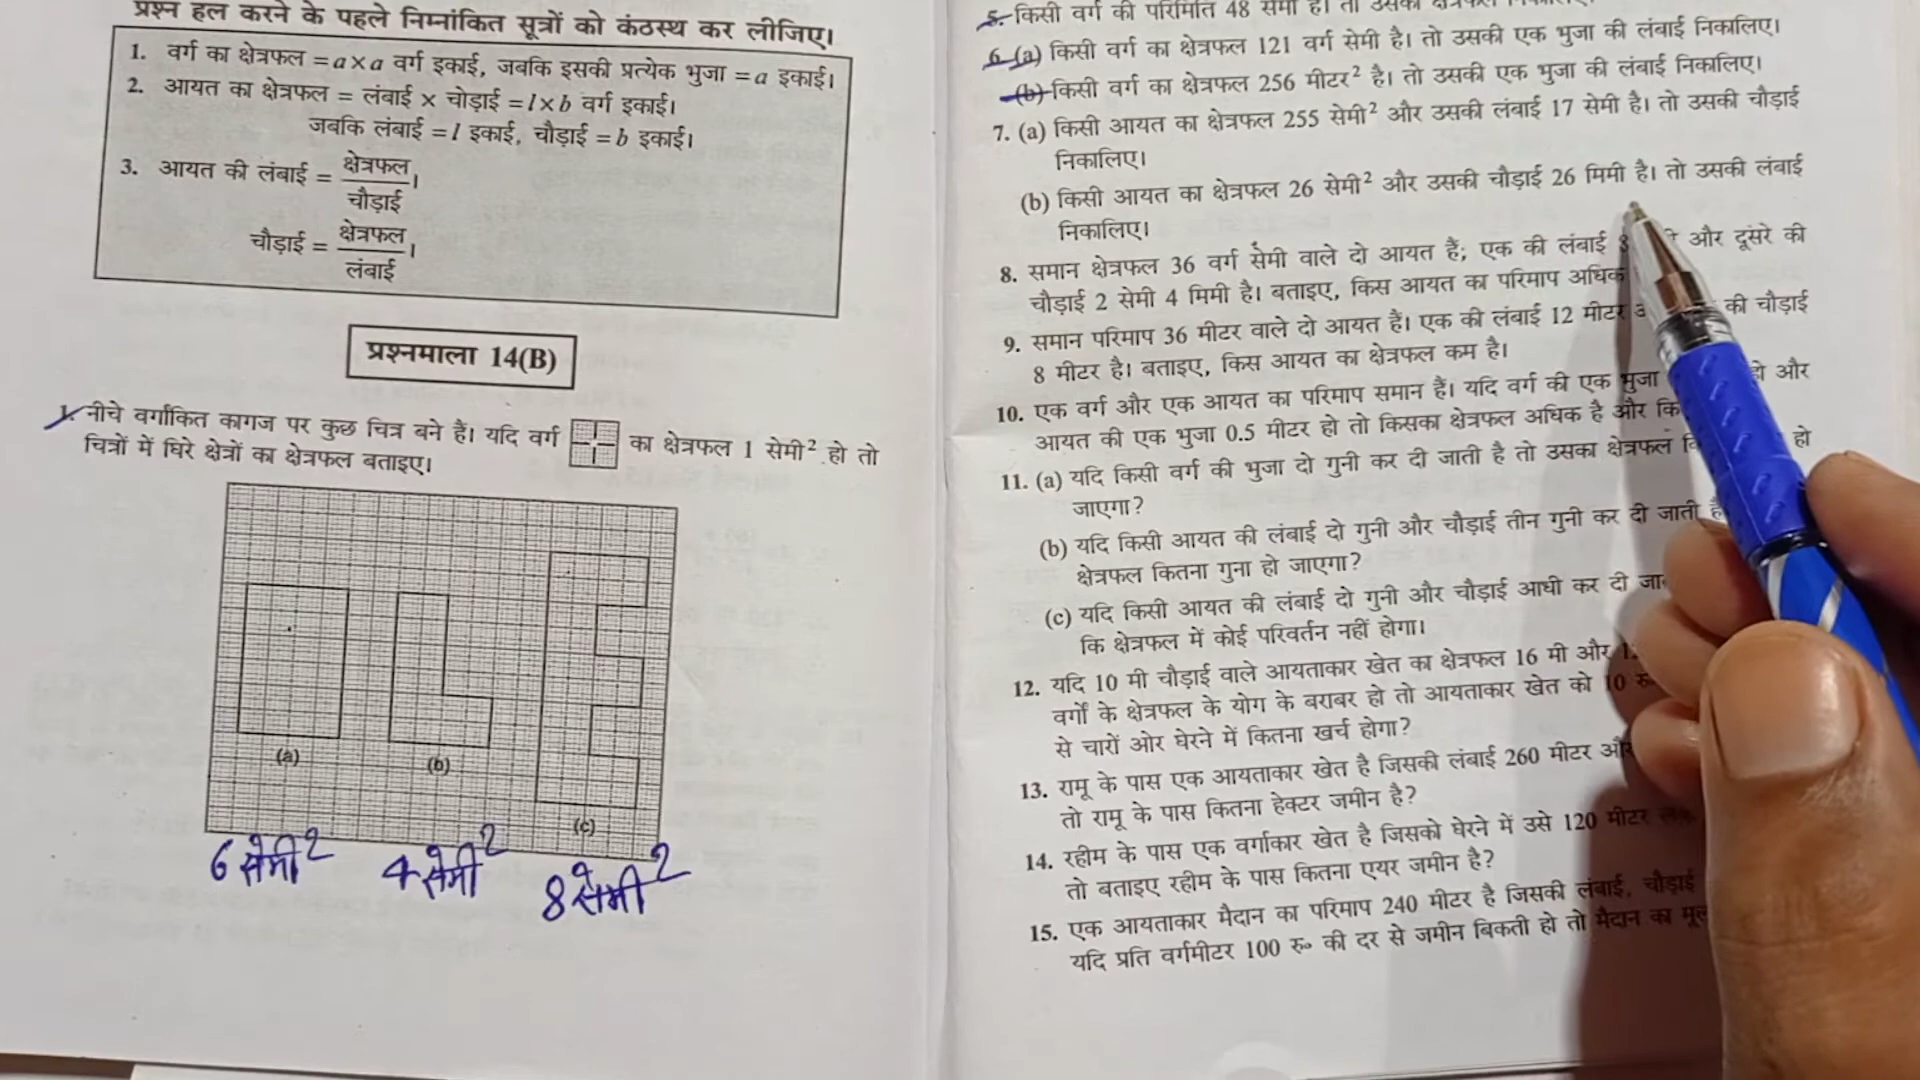 प्रश्न हल करने के पहले निम्नांकित सूत्रों को कंठस्थ कर लीजिए।
1. वर्ग का क्षेत्रफल = a × a वर्ग इकाई, जबकि इसकी प्रत्येक भुजा = a इकाई।
2. आयत का क्षेत्रफल = लंबाई × चोड़ाई = l × b वर्ग इकाई।
जबकि लंबाई = l इकाई, चौड़ाई = b इकाई।
3. आयत की लंबाई = क्षेत्रफल / चौड़ाई ।
चौड़ाई = क्षेत्रफल / लंबाई ।
प्रश्नमाला 14(B)
1. नीचे वर्गांकित कागज पर कुछ चित्र बने हैं। यदि वर्ग का क्षेत्रफल 1 सेमी² हो तो
चित्रों में घिरे क्षेत्रों का क्षेत्रफल बताइए।
(a)
(b)
(c)
6 सेमी²
4 सेमी²
8 सेमी²
5. किसी वर्ग की परिमिति 48 सेमी है। तो उसका
6. (a) किसी वर्ग का क्षेत्रफल 121 वर्ग सेमी है। तो उसकी एक भुजा की लंबाई निकालिए।
(b) किसी वर्ग का क्षेत्रफल 256 मीटर² है। तो उसकी एक भुजा की लंबाई निकालिए।
7. (a) किसी आयत का क्षेत्रफल 255 सेमी² और उसकी लंबाई 17 सेमी है। तो उसकी चौड़ाई
निकालिए।
(b) किसी आयत का क्षेत्रफल 26 सेमी² और उसकी चौड़ाई 26 मिमी है। तो उसकी लंबाई
निकालिए।
8. समान क्षेत्रफल 36 वर्ग सेमी वाले दो आयत हैं; एक की लंबाई और दूसरे की
चौड़ाई 2 सेमी 4 मिमी है। बताइए, किस आयत का परिमाप अधिक
9. समान परिमाप 36 मीटर वाले दो आयत हैं। एक की लंबाई 12 मीटर की चौड़ाई
8 मीटर है। बताइए, किस आयत का क्षेत्रफल कम है।
10. एक वर्ग और एक आयत का परिमाप समान हैं। यदि वर्ग की एक भुजा हो और
आयत की एक भुजा 0.5 मीटर हो तो किसका क्षेत्रफल अधिक है और
11. (a) यदि किसी वर्ग की भुजा दो गुनी कर दी जाती है तो उसका क्षेत्रफल हो
जाएगा?
(b) यदि किसी आयत की लंबाई दो गुनी और चौड़ाई तीन गुनी कर दी जाती
क्षेत्रफल कितना गुना हो जाएगा?
(c) यदि किसी आयत की लंबाई दो गुनी और चौड़ाई आधी कर दी
कि क्षेत्रफल में कोई परिवर्तन नहीं होगा।
12. यदि 10 मी चौड़ाई वाले आयताकार खेत का क्षेत्रफल 16 मी और
वर्गों के क्षेत्रफल के योग के बराबर हो तो आयताकार खेत को 10
से चारों ओर घेरने में कितना खर्च होगा?
13. रामू के पास एक आयताकार खेत है जिसकी लंबाई 260 मीटर
तो रामू के पास कितना हेक्टर जमीन है?
14. रहीम के पास एक वर्गाकार खेत है जिसको घेरने में उसे 120 मीटर
तो बताइए रहीम के पास कितना एयर जमीन है?
15. एक आयताकार मैदान का परिमाप 240 मीटर है जिसकी लंबाई, चौड़ाई
यदि प्रति वर्गमीटर 100 रु० की दर से जमीन बिकती हो तो मैदान का